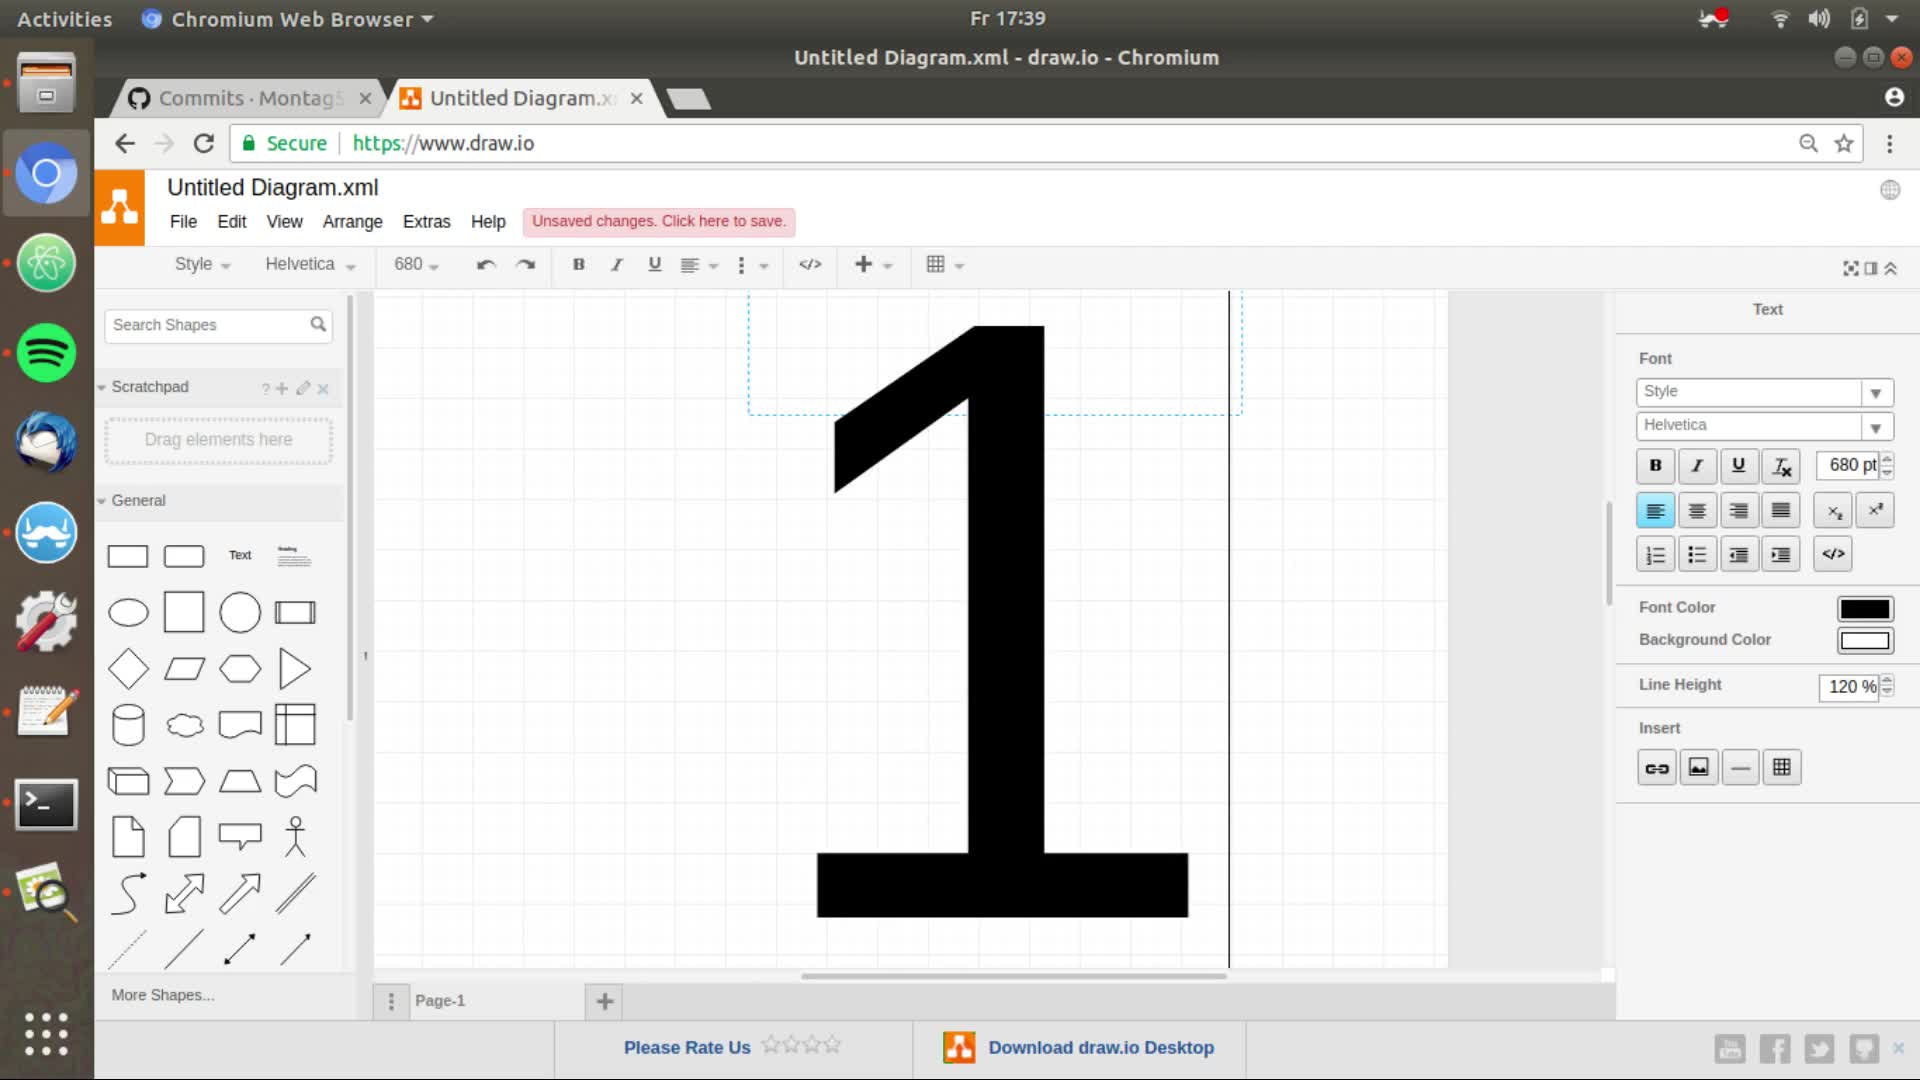 Activities
Chromium Web Browser
Fr 17:39
Untitled Diagram.xml - draw.io - Chromium
Commits · Montag5
Untitled Diagram.x
Secure
https://www.draw.io
Untitled Diagram.xml
File Edit View Arrange Extras Help
Unsaved changes. Click here to save.
Style
Helvetica
680
B I U
</>
Search Shapes
Scratchpad
?
Drag elements here
General
Text
Heading
More Shapes...
1
Page-1
Text
Font
Style
Helvetica
B I U
680 pt
</>
Font Color
Background Color
Line Height
120 %
Insert
Please Rate Us
Download draw.io Desktop